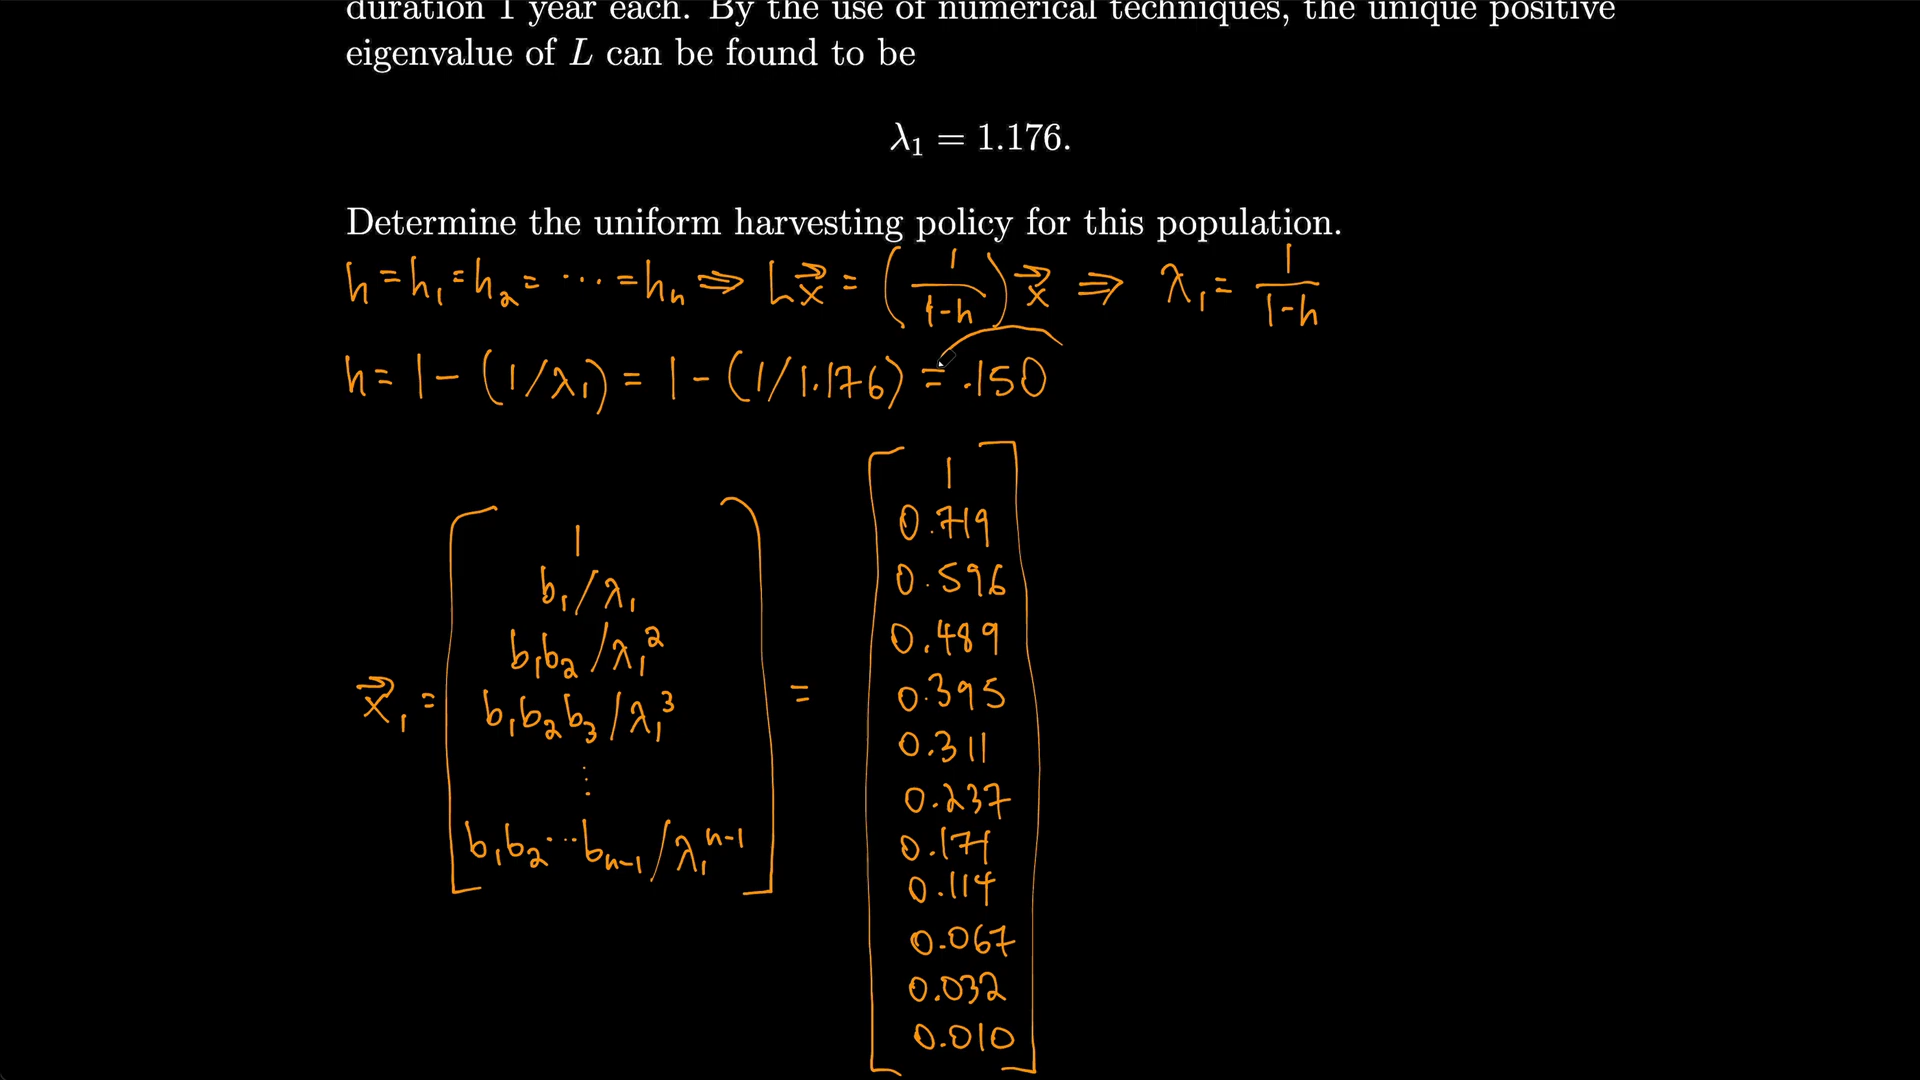 duration 1 year each. By the use of numerical techniques, the unique positive
eigenvalue of L can be found to be
λ₁ = 1.176.
Determine the uniform harvesting policy for this population.
h = h₁ = h₂ = ⋯ = hₙ ⇒ Lx⃗ = (1/(1-h)) x⃗ ⇒ λ₁ = 1/(1-h)
h = 1 - (1/λ₁) = 1 - (1/1.176) = .150
x⃗₁ = [
1
b₁/λ₁
b₁b₂/λ₁²
b₁b₂b₃/λ₁³
⋮
b₁b₂⋯bₙ₋₁/λ₁ⁿ⁻¹
] = [
1
0.719
0.596
0.489
0.395
0.311
0.237
0.171
0.114
0.067
0.032
0.010
]